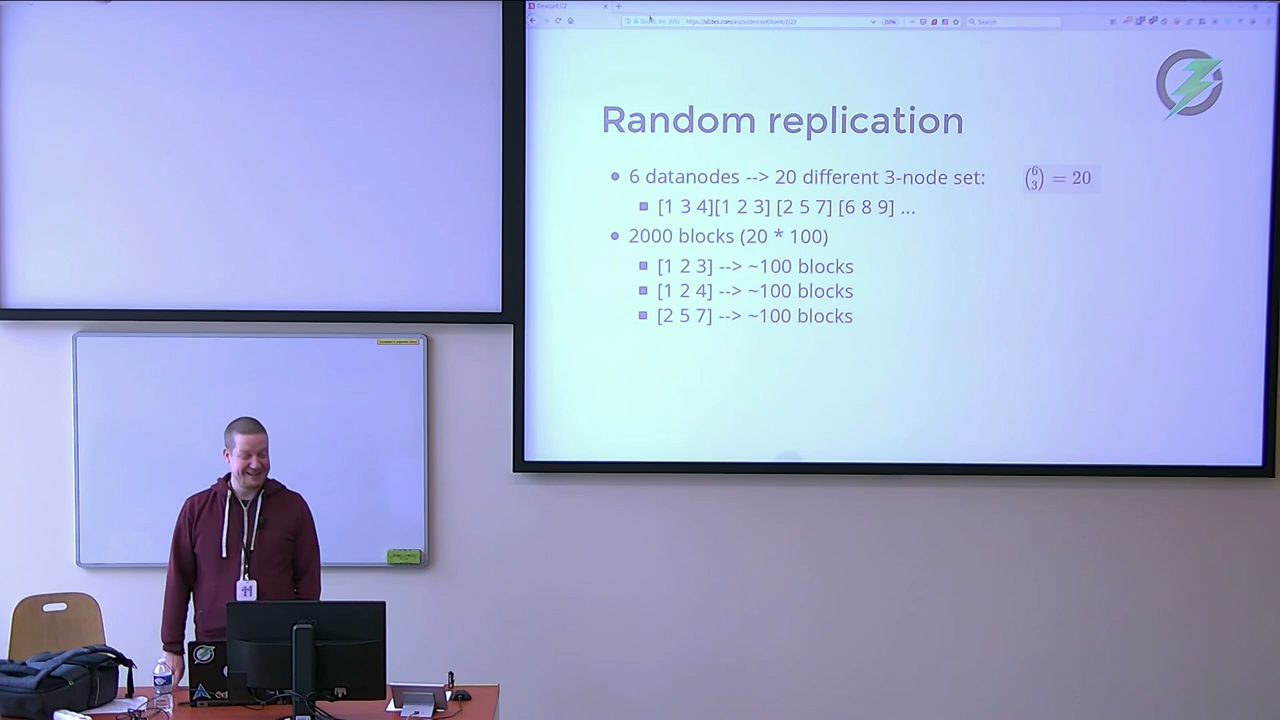 Search
Random replication
6 datanodes --> 20 different 3-node set: (6 3) = 20
[1 3 4][1 2 3] [2 5 7] [6 8 9] ...
2000 blocks (20 * 100)
[1 2 3] --> ~100 blocks
[1 2 4] --> ~100 blocks
[2 5 7] --> ~100 blocks